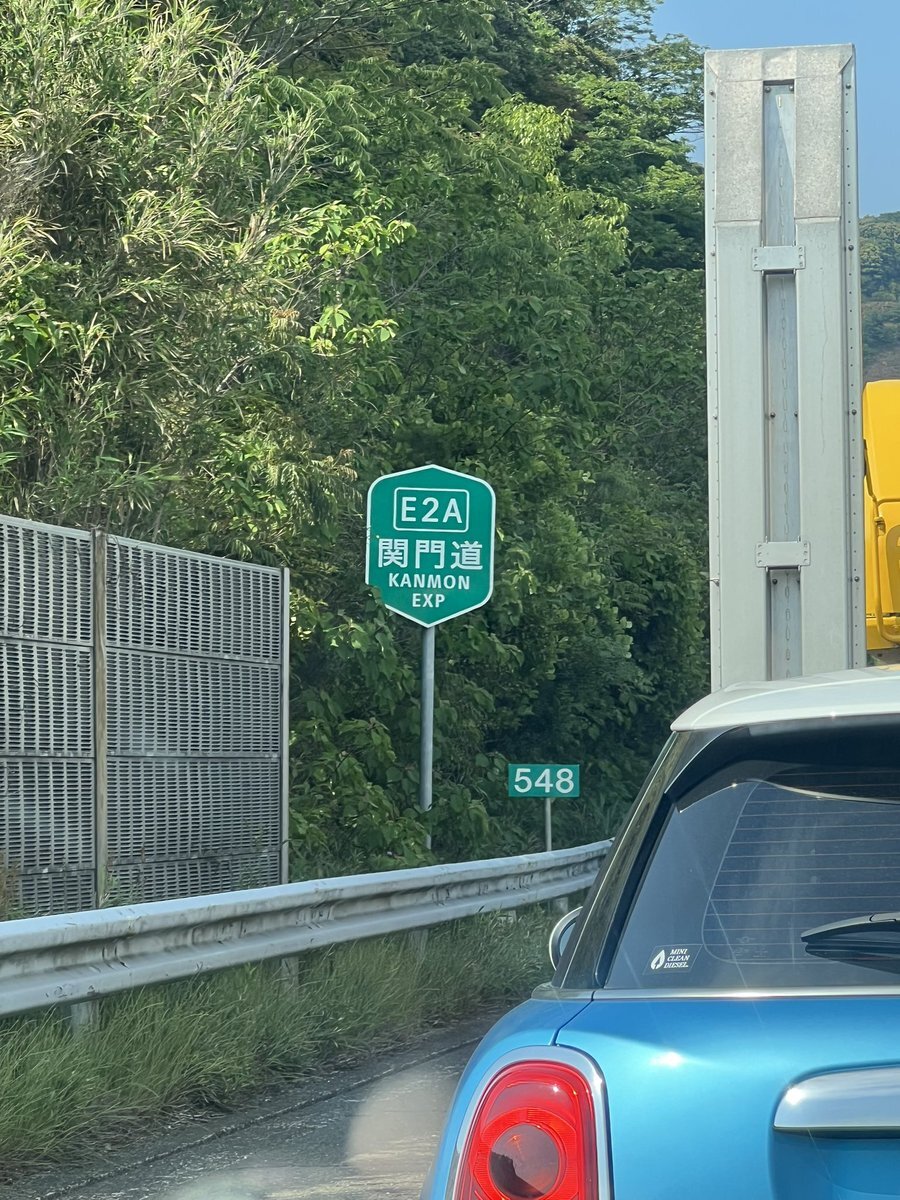 E2A
関門道
KANMON
EXP
548
MINI
CLEAN
DIESEL